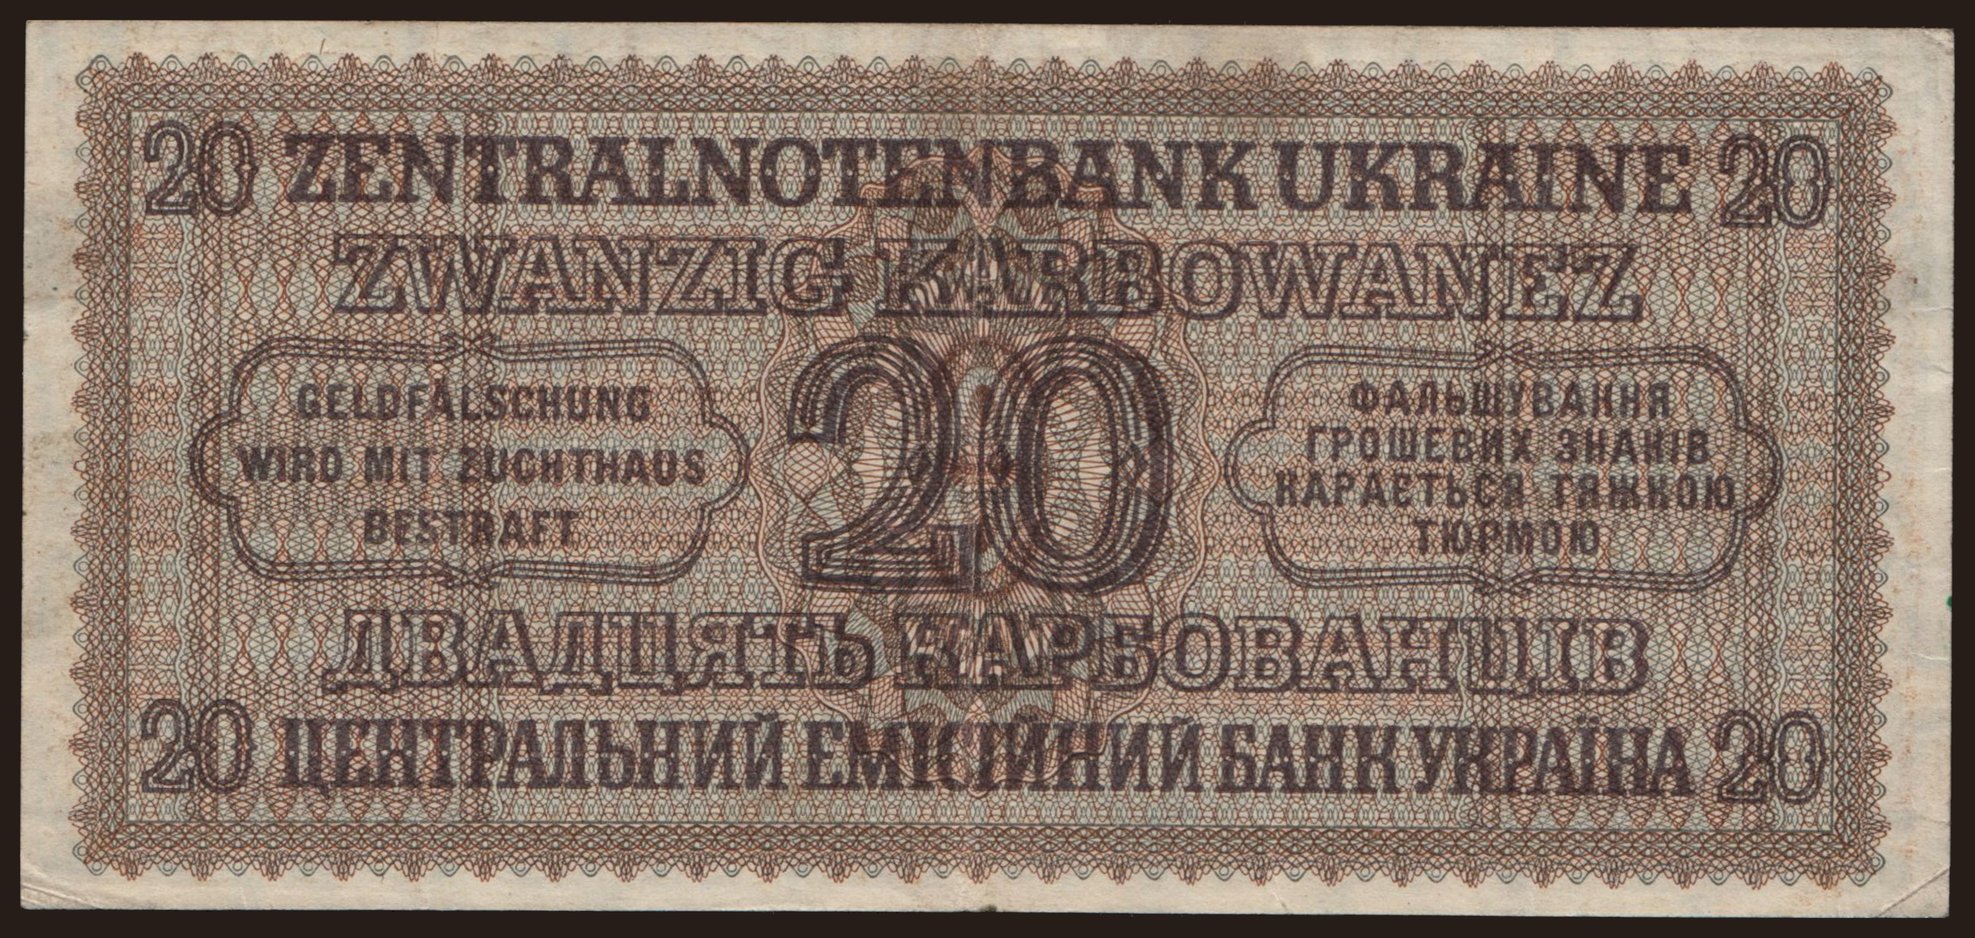 20 ZENTRALNOTENBANK UKRAINE 20
ZWANZIG KARBOWANEZ
GELDFÄLSCHUNG
WIRD MIT ZUCHTHAUS
BESTRAFT
20
ФАЛЬШУВАННЯ
ГРОШЕВИХ ЗНАКІВ
КАРАЄТЬСЯ ТЯЖКОЮ
ТЮРМОЮ
ДВАДЦЯТЬ КАРБОВАНЦІВ
20 ЦЕНТРАЛЬНИЙ ЕМІСІЙНИЙ БАНК УКРАЇНА 20